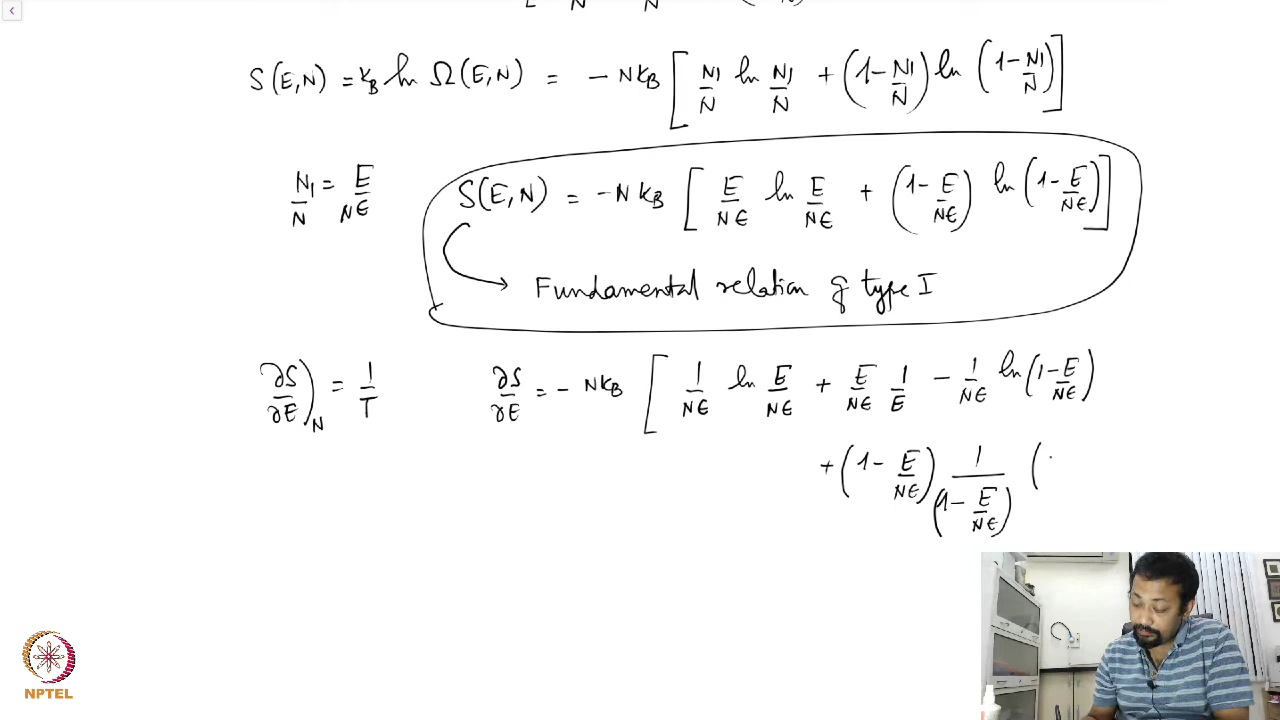 S(E,N) = k_B ln Ω(E,N) = - N k_B [ N1/N ln N1/N + (1 - N1/N) ln (1 - N1/N) ]
N1/N = E/Nϵ S(E,N) = - N k_B [ E/Nϵ ln E/Nϵ + (1 - E/Nϵ) ln (1 - E/Nϵ) ]
Fundamental relation of type I
∂S/∂E )_N = 1/T ∂S/∂E = - N k_B [ 1/Nϵ ln E/Nϵ + E/Nϵ 1/E - 1/Nϵ ln (1 - E/Nϵ)
+ (1 - E/Nϵ) 1/(1 - E/Nϵ) (
NPTEL